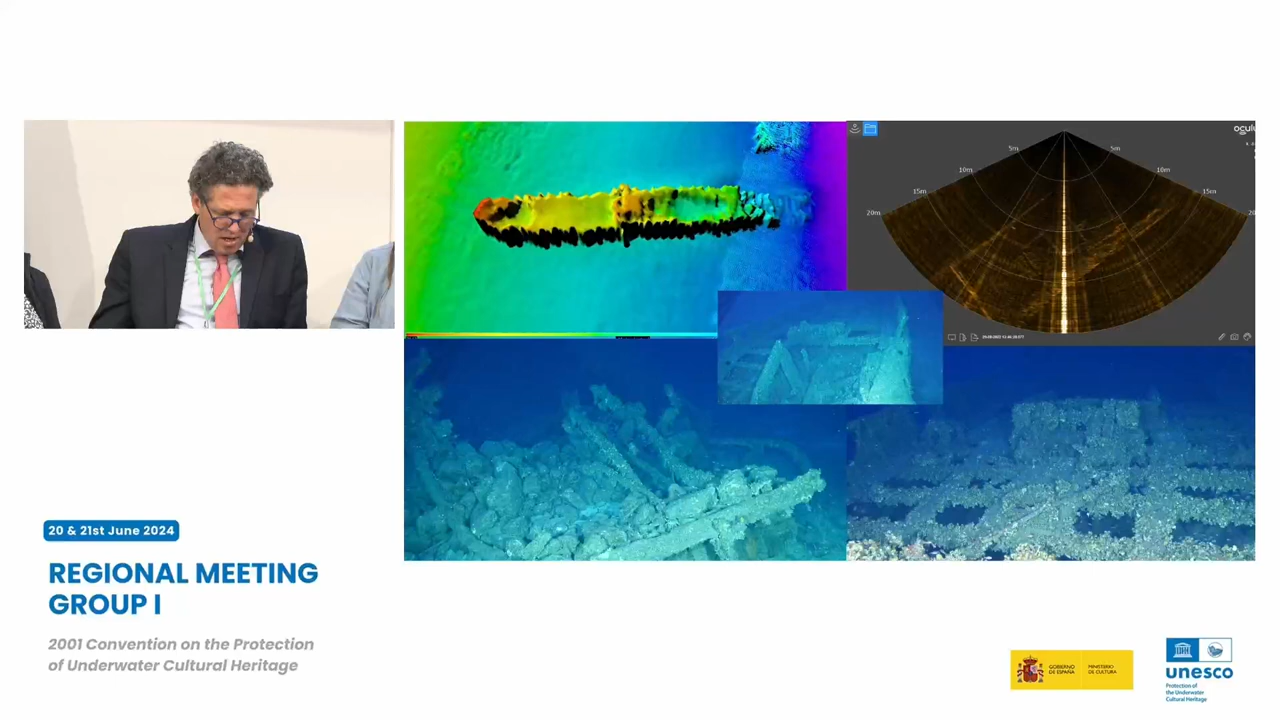 ocul
5m
5m
10m
10m
15m
15m
20m
20 & 21st June 2024
REGIONAL MEETING
GROUP I
2001 Convention on the Protection
of Underwater Cultural Heritage
GOBIERNO
DE ESPAÑA
MINISTERIO
DE CULTURA
unesco
Protection of
the Underwater
Cultural Heritage